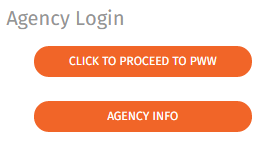 Agency Login
CLICK TO PROCEED TO PWW
AGENCY INFO